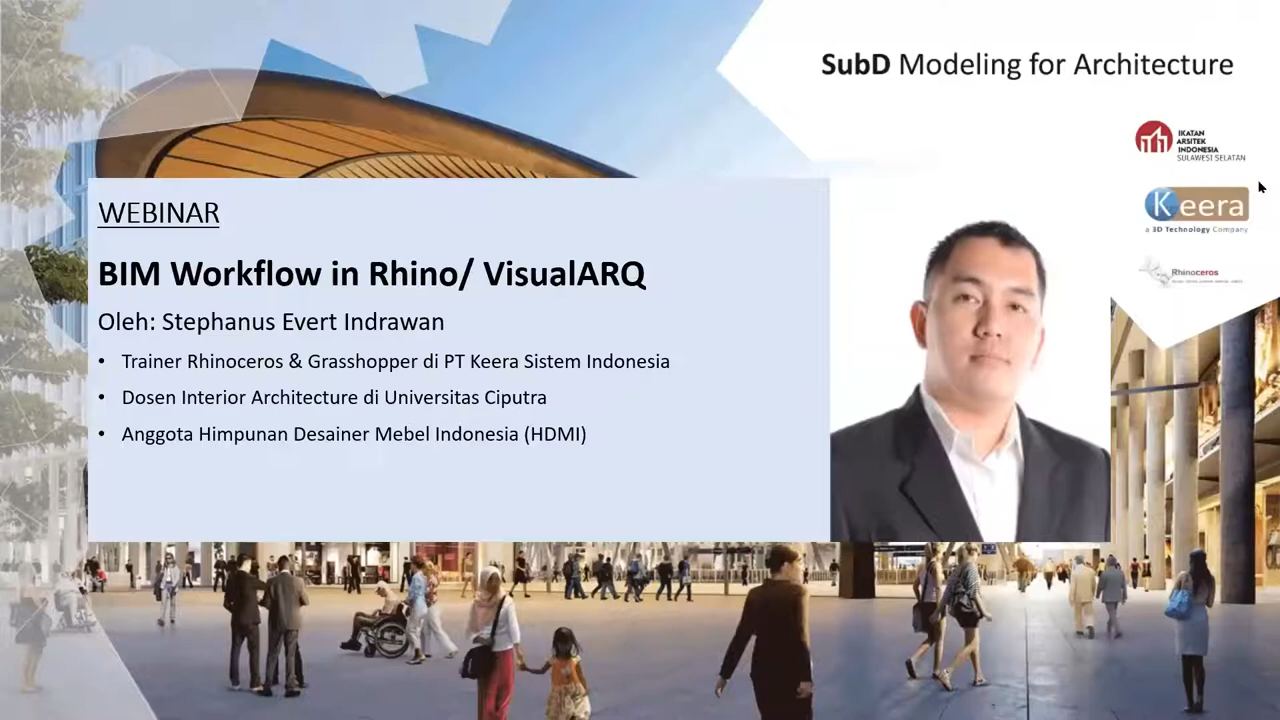 SubD Modeling for Architecture
IKATAN
ARSITEK
INDONESIA
SULAWESI SELATAN
Keera
a 3D Technology Company
Rhinoceros
WEBINAR
BIM Workflow in Rhino/ VisualARQ
Oleh: Stephanus Evert Indrawan
• Trainer Rhinoceros & Grasshopper di PT Keera Sistem Indonesia
• Dosen Interior Architecture di Universitas Ciputra
• Anggota Himpunan Desainer Mebel Indonesia (HDMI)